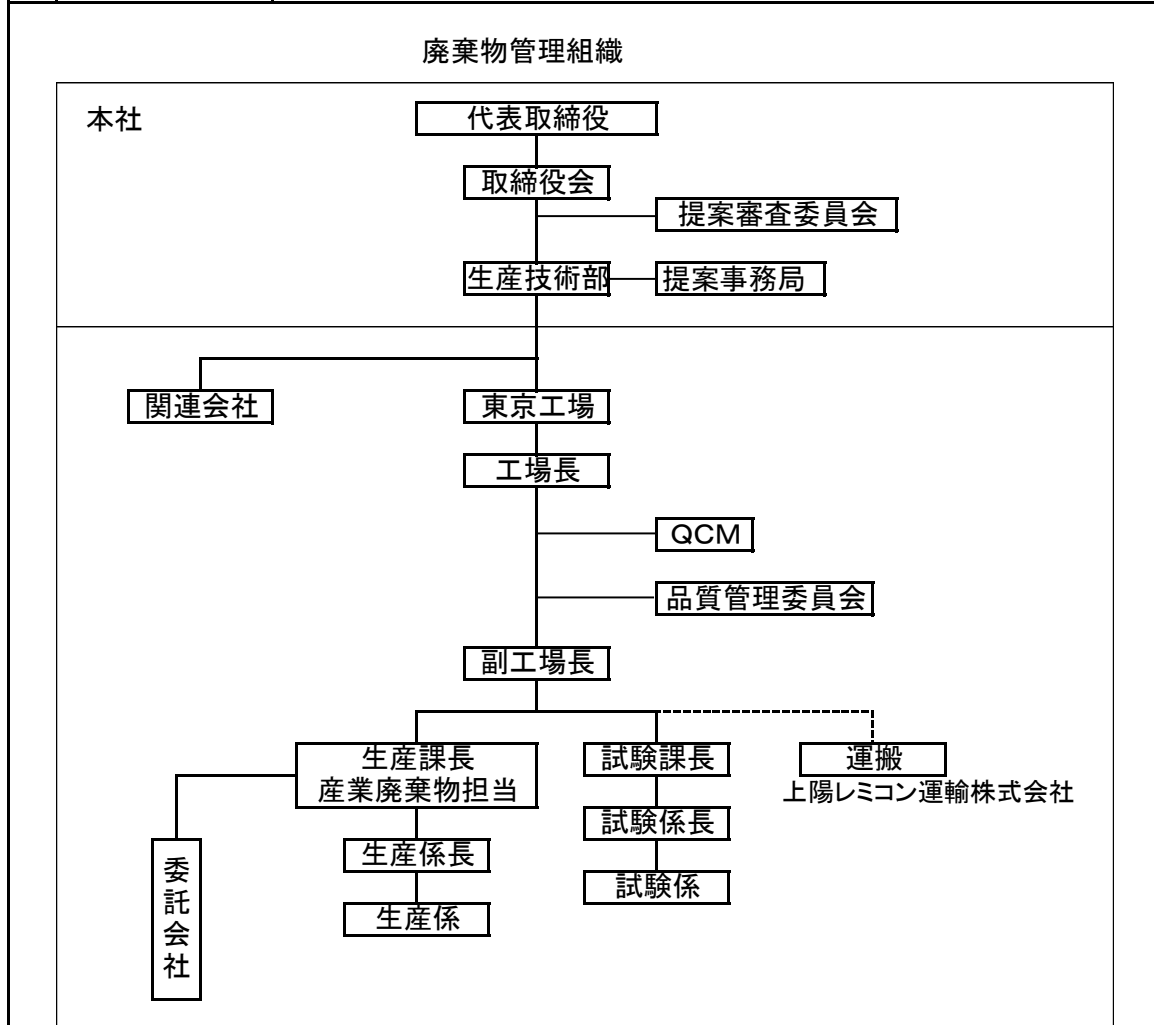 廃棄物管理組織
本社
代表取締役
取締役会
提案審査委員会
生産技術部
提案事務局
関連会社
東京工場
工場長
QCM
品質管理委員会
副工場長
生産課長
産業廃棄物担当
試験課長
運搬
上陽レミコン運輸株式会社
試験係長
委託会社
生産係長
試験係
生産係